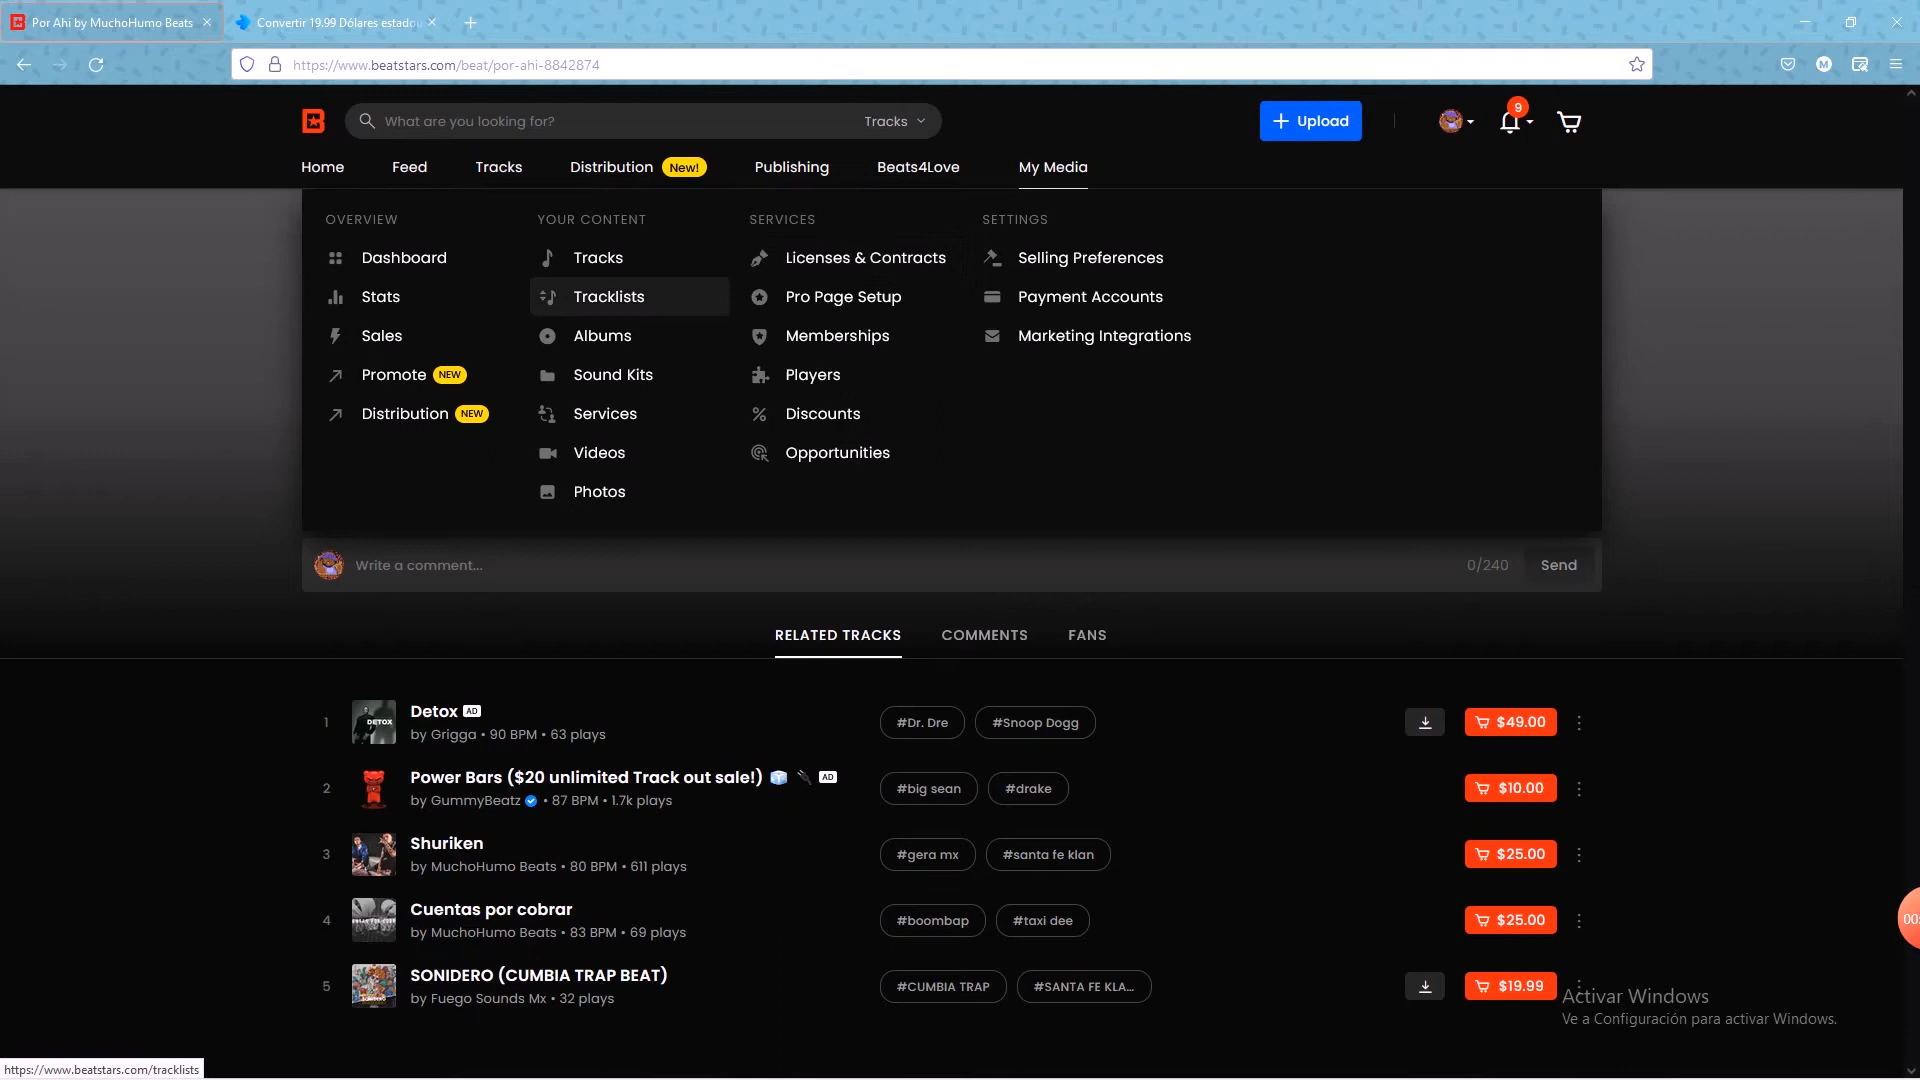 Por Ahi by MuchoHumo Beats
Convertir 19.99 Dólares estadou
https://www.beatstars.com/beat/por-ahi-8842874
M
What are you looking for?
Tracks
Upload
9
Home
Feed
Tracks
Distribution New!
Publishing
Beats4Love
My Media
OVERVIEW
Dashboard
Stats
Sales
Promote NEW
Distribution NEW
YOUR CONTENT
Tracks
Tracklists
Albums
Sound Kits
Services
Videos
Photos
SERVICES
Licenses & Contracts
Pro Page Setup
Memberships
Players
Discounts
Opportunities
SETTINGS
Selling Preferences
Payment Accounts
Marketing Integrations
Write a comment...
0/240
Send
RELATED TRACKS
COMMENTS
FANS
1
DETOX
Detox AD
by Grigga • 90 BPM • 63 plays
#Dr. Dre
#Snoop Dogg
$49.00
2
Power Bars ($20 unlimited Track out sale!) 🧊 🔌 AD
by GummyBeatz • 87 BPM • 1.7k plays
#big sean
#drake
$10.00
3
Shuriken
by MuchoHumo Beats • 80 BPM • 611 plays
#gera mx
#santa fe klan
$25.00
4
Cuentas por cobrar
by MuchoHumo Beats • 83 BPM • 69 plays
#boombap
#taxi dee
$25.00
5
SONIDERO (CUMBIA TRAP BEAT)
by Fuego Sounds Mx • 32 plays
#CUMBIA TRAP
#SANTA FE KLA...
$19.99
00:
Activar Windows
Ve a Configuración para activar Windows.
https://www.beatstars.com/tracklists